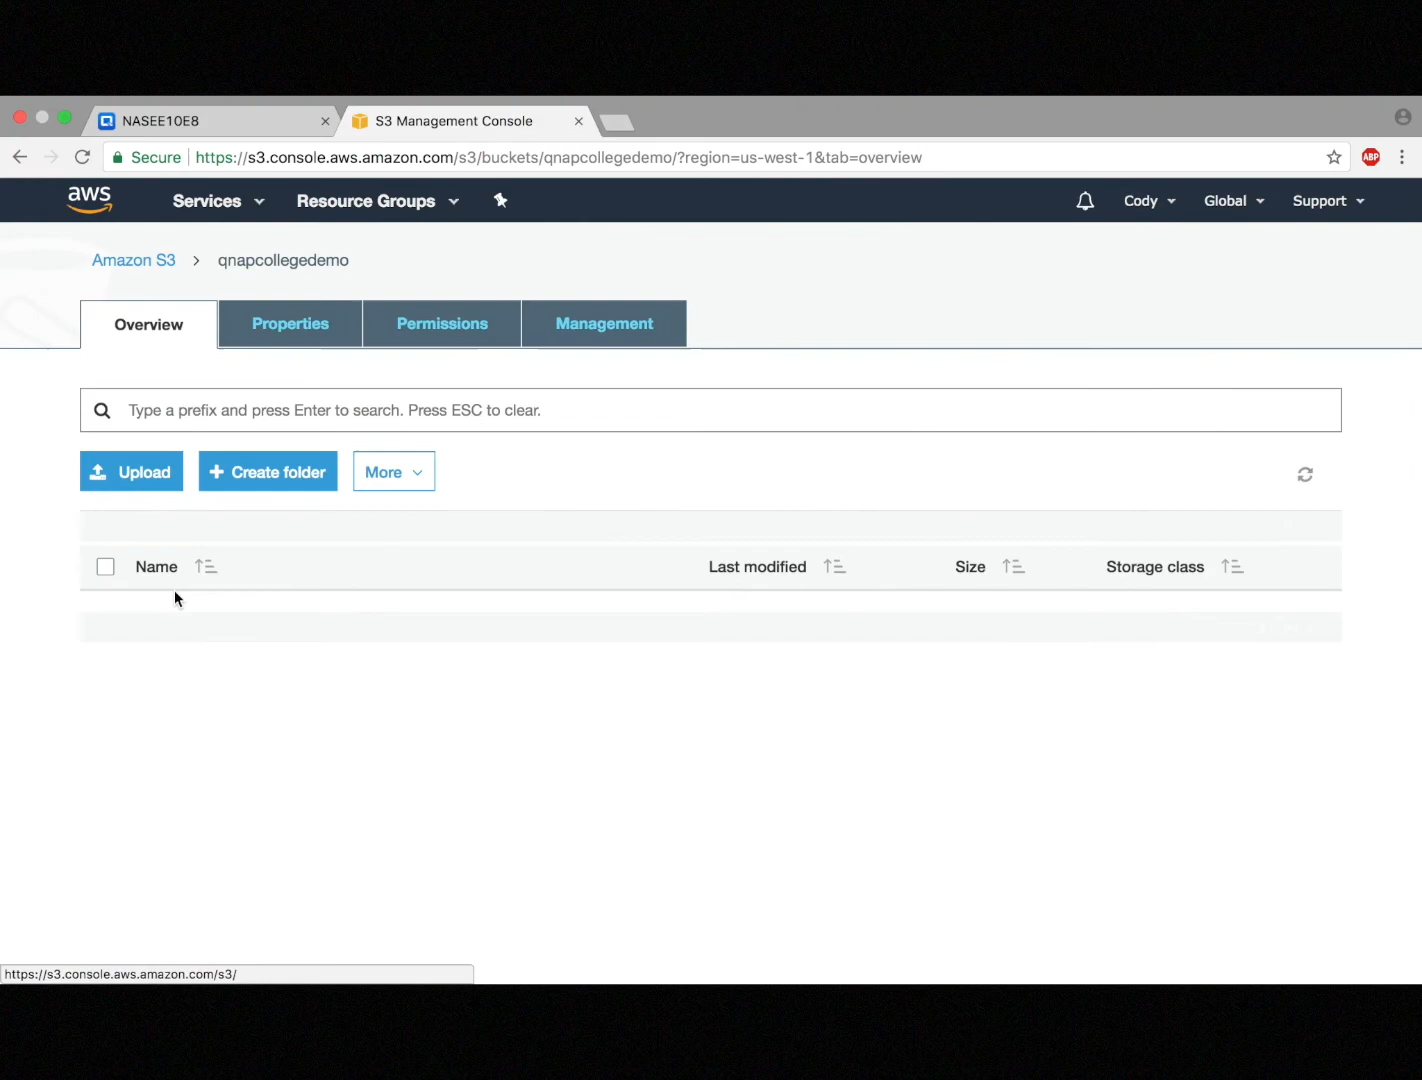 NASEE10E8
S3 Management Console
Secure https://s3.console.aws.amazon.com/s3/buckets/qnapcollegedemo/?region=us-west-1&tab=overview
ABP
aws Services Resource Groups Cody Global Support
Amazon S3 > qnapcollegedemo
Overview Properties Permissions Management
Type a prefix and press Enter to search. Press ESC to clear.
Upload + Create folder More
Name Last modified Size Storage class
https://s3.console.aws.amazon.com/s3/